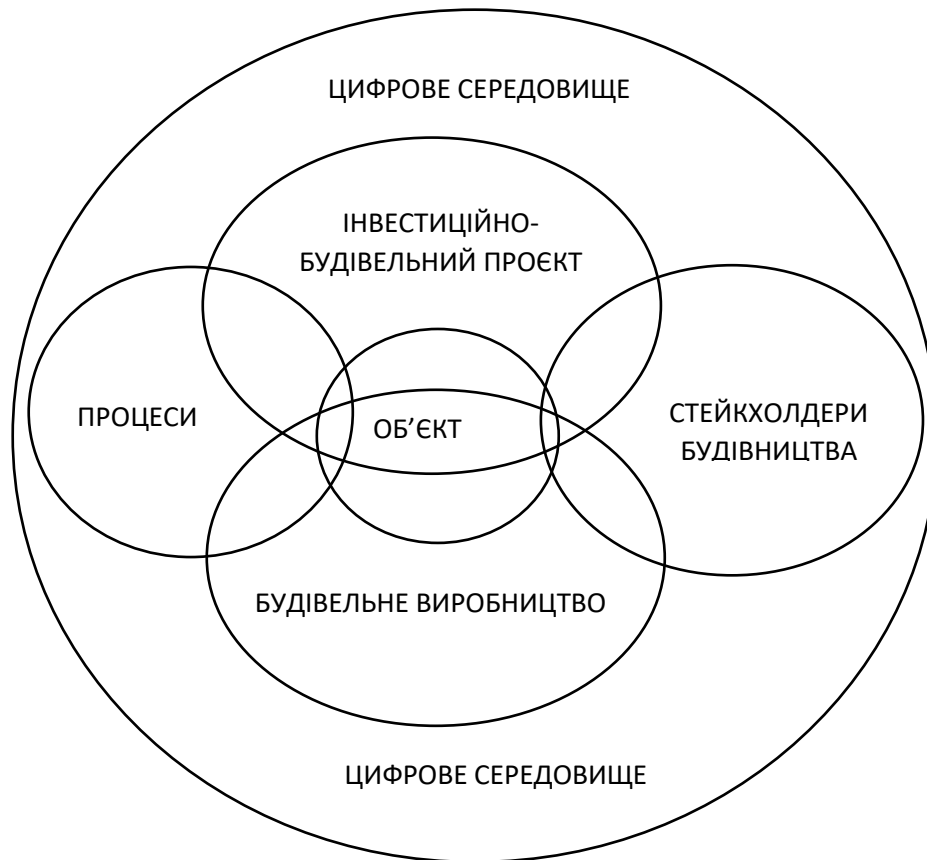 ЦИФРОВЕ СЕРЕДОВИЩЕ
ІНВЕСТИЦІЙНО-
БУДІВЕЛЬНИЙ ПРОЄКТ
ПРОЦЕСИ
ОБ’ЄКТ
СТЕЙКХОЛДЕРИ
БУДІВНИЦТВА
БУДІВЕЛЬНЕ ВИРОБНИЦТВО
ЦИФРОВЕ СЕРЕДОВИЩЕ